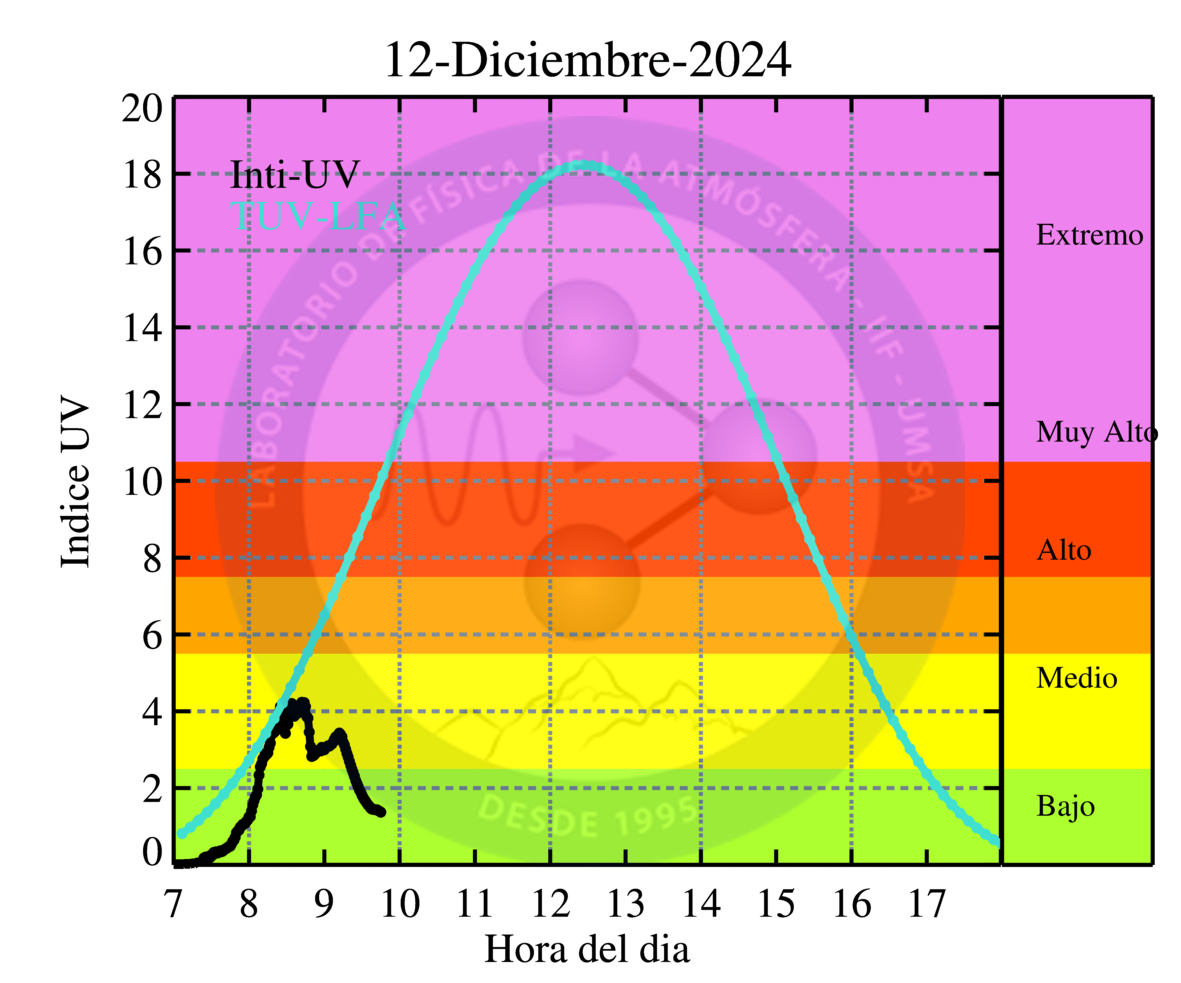 12-Diciembre-2024
20
18
16
14
12
10
8
6
4
2
0
Indice UV
Inti-UV
TUV-LFA
LABORATORIO DE FÍSICA DE LA ATMÓSFERA - IIF - UMSA
DESDE 1995
Extremo
Muy Alto
Alto
Medio
Bajo
7 8 9 10 11 12 13 14 15 16 17
Hora del dia